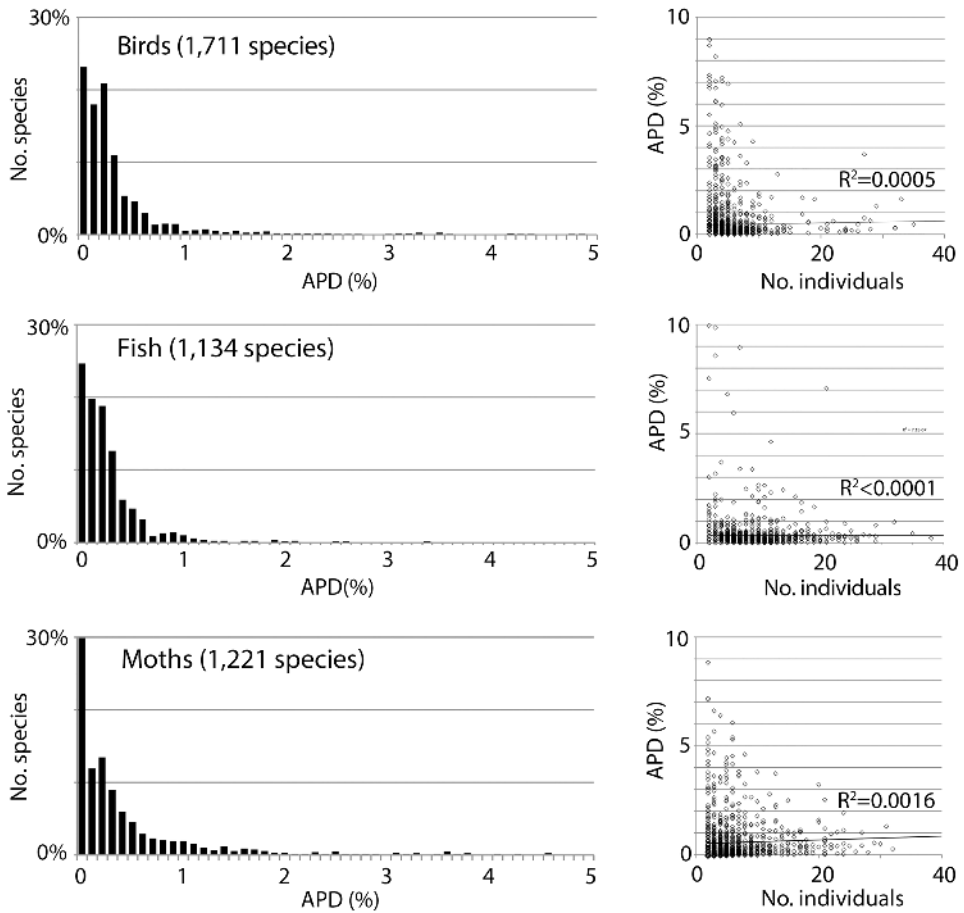 30%
Birds (1,711 species)
No. species
0%
0 1 2 3 4 5
APD (%)
10
APD (%)
5
R²=0.0005
0
0 20 40
No. individuals
30%
Fish (1,134 species)
No. species
0%
0 1 2 3 4 5
APD(%)
10
APD (%)
5
R²<0.0001
0
0 20 40
No. individuals
30%
Moths (1,221 species)
No. species
0%
0 1 2 3 4 5
APD (%)
10
APD (%)
5
R²=0.0016
0
0 20 40
No. individuals